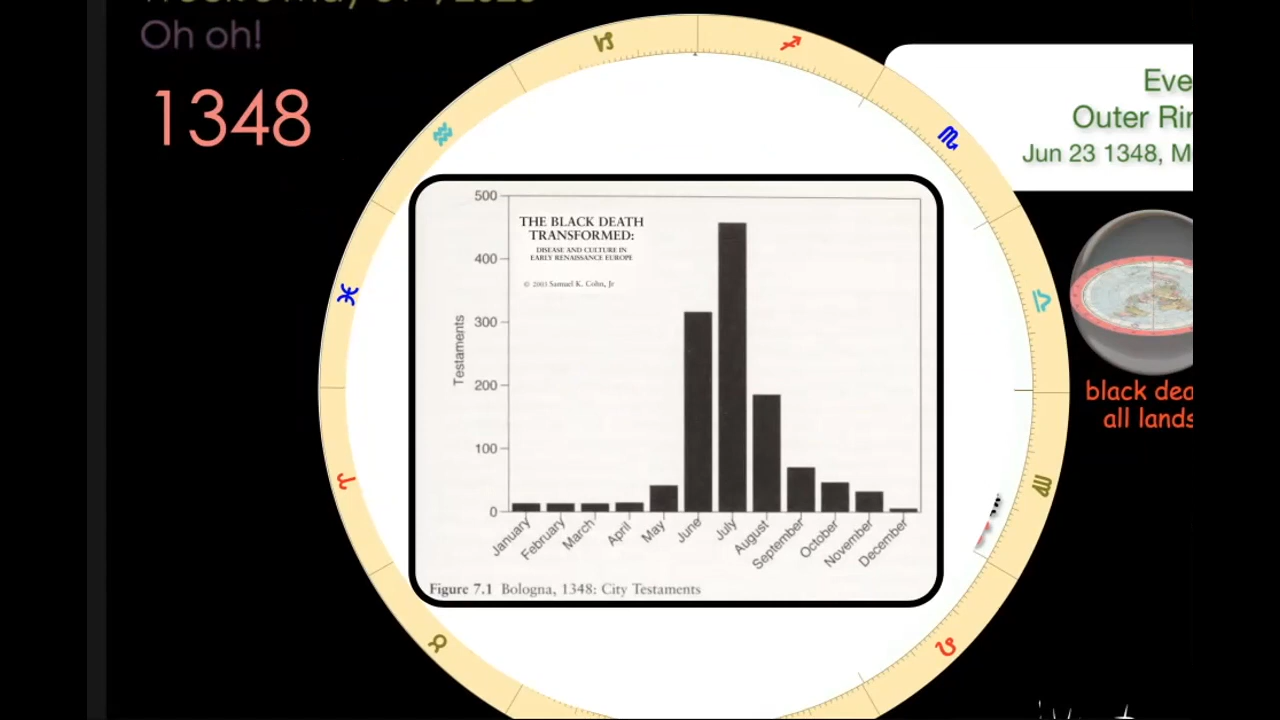 Oh oh!
1348
Eve
Outer Rin
Jun 23 1348, M
black dea
all lands
500
400
300
200
100
0
Testaments
THE BLACK DEATH
TRANSFORMED:
DISEASE AND CULTURE IN
EARLY RENAISSANCE EUROPE
© 2003 Samuel K. Cohn, Jr
January
February
March
April
May
June
July
August
September
October
November
December
Figure 7.1 Bologna, 1348: City Testaments